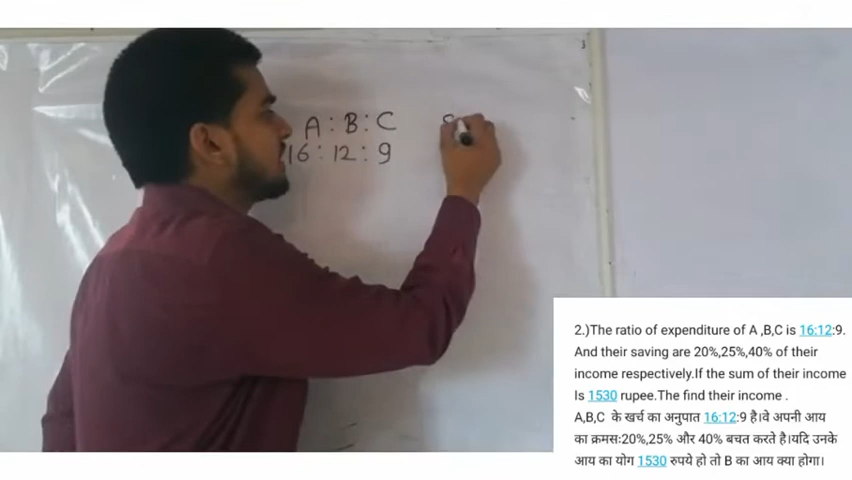 A : B : C
16 : 12 : 9
2.)The ratio of expenditure of A ,B,C is 16:12:9.
And their saving are 20%,25%,40% of their
income respectively.If the sum of their income
Is 1530 rupee.The find their income .
A,B,C के खर्च का अनुपात 16:12:9 है।वे अपनी आय
का क्रमसः20%,25% और 40% बचत करते है।यदि उनके
आय का योग 1530 रुपये हो तो B का आय क्या होगा।